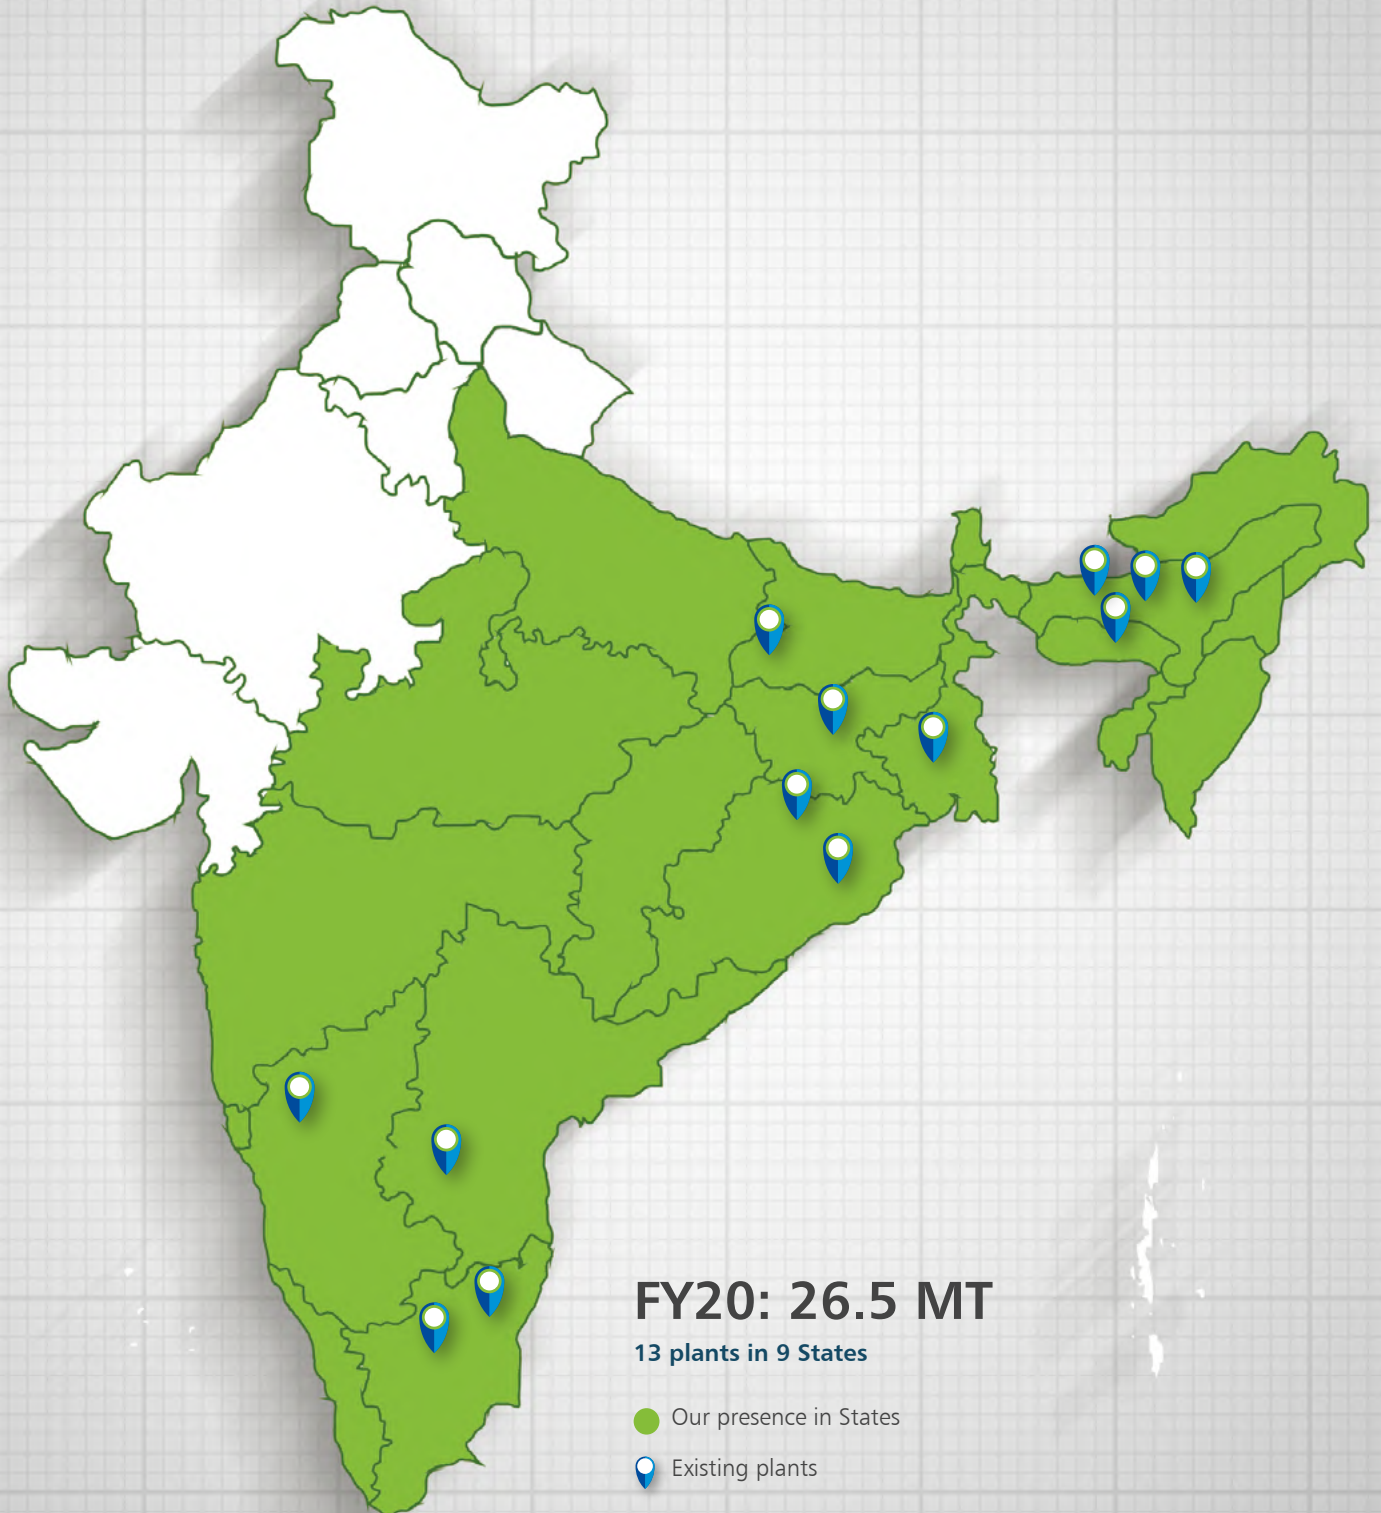 FY20: 26.5 MT
13 plants in 9 States
Our presence in States
Existing plants